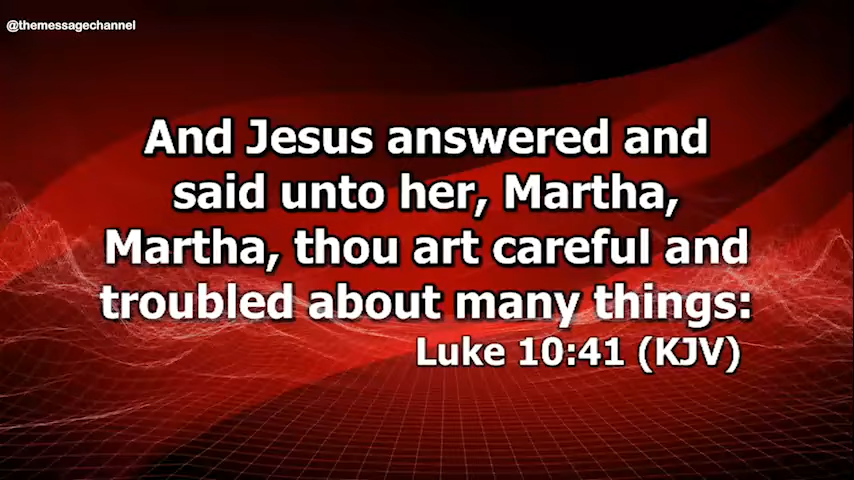 @themessagechannel
And Jesus answered and
said unto her, Martha,
Martha, thou art careful and
troubled about many things:
Luke 10:41 (KJV)